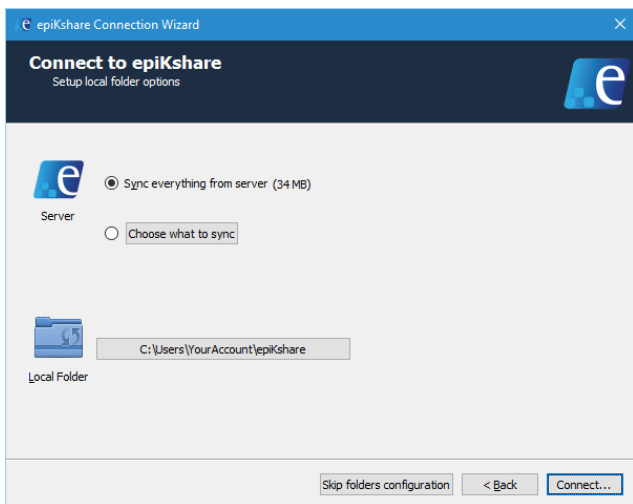 epiKshare Connection Wizard
Connect to epiKshare
Setup local folder options
e
Sync everything from server (34 MB)
Server
Choose what to sync
C:\Users\YourAccount\epiKshare
Local Folder
Skip folders configuration
< Back
Connect...